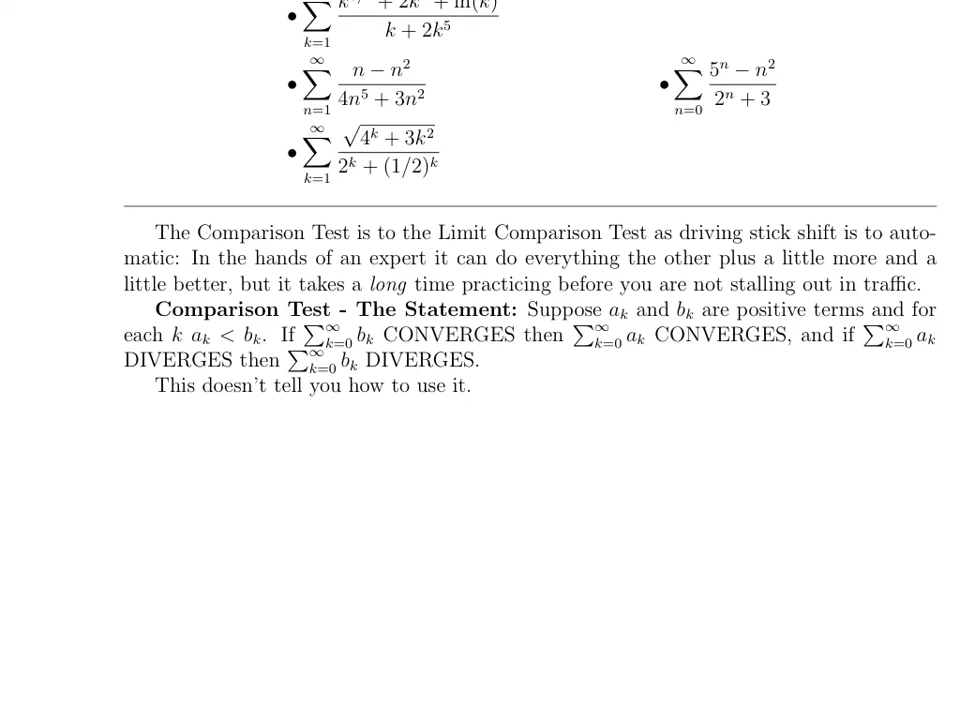 • ∑_{k=1} + 2k + ln(k) / k + 2k^5
• ∑_{n=1}^{∞} (n − n^2) / (4n^5 + 3n^2) • ∑_{n=0}^{∞} (5^n − n^2) / (2^n + 3)
• ∑_{k=1}^{∞} √(4^k + 3k^2) / (2^k + (1/2)^k)
The Comparison Test is to the Limit Comparison Test as driving stick shift is to auto-
matic: In the hands of an expert it can do everything the other plus a little more and a
little better, but it takes a long time practicing before you are not stalling out in traffic.
Comparison Test - The Statement: Suppose a_k and b_k are positive terms and for
each k a_k < b_k. If ∑_{k=0}^{∞} b_k CONVERGES then ∑_{k=0}^{∞} a_k CONVERGES, and if ∑_{k=0}^{∞} a_k
DIVERGES then ∑_{k=0}^{∞} b_k DIVERGES.
This doesn't tell you how to use it.